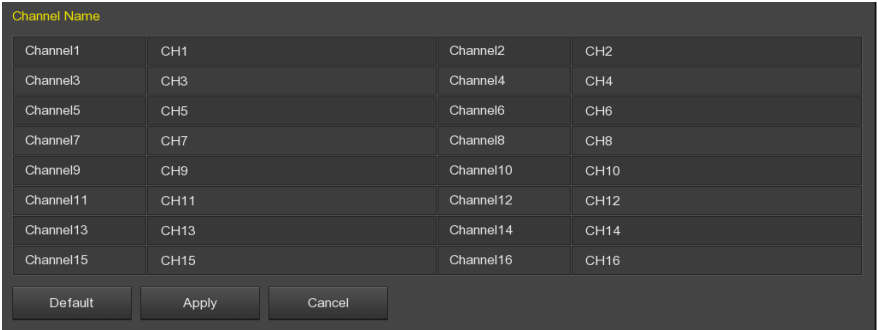 Channel Name
Channel1 CH1 Channel2 CH2
Channel3 CH3 Channel4 CH4
Channel5 CH5 Channel6 CH6
Channel7 CH7 Channel8 CH8
Channel9 CH9 Channel10 CH10
Channel11 CH11 Channel12 CH12
Channel13 CH13 Channel14 CH14
Channel15 CH15 Channel16 CH16
Default Apply Cancel